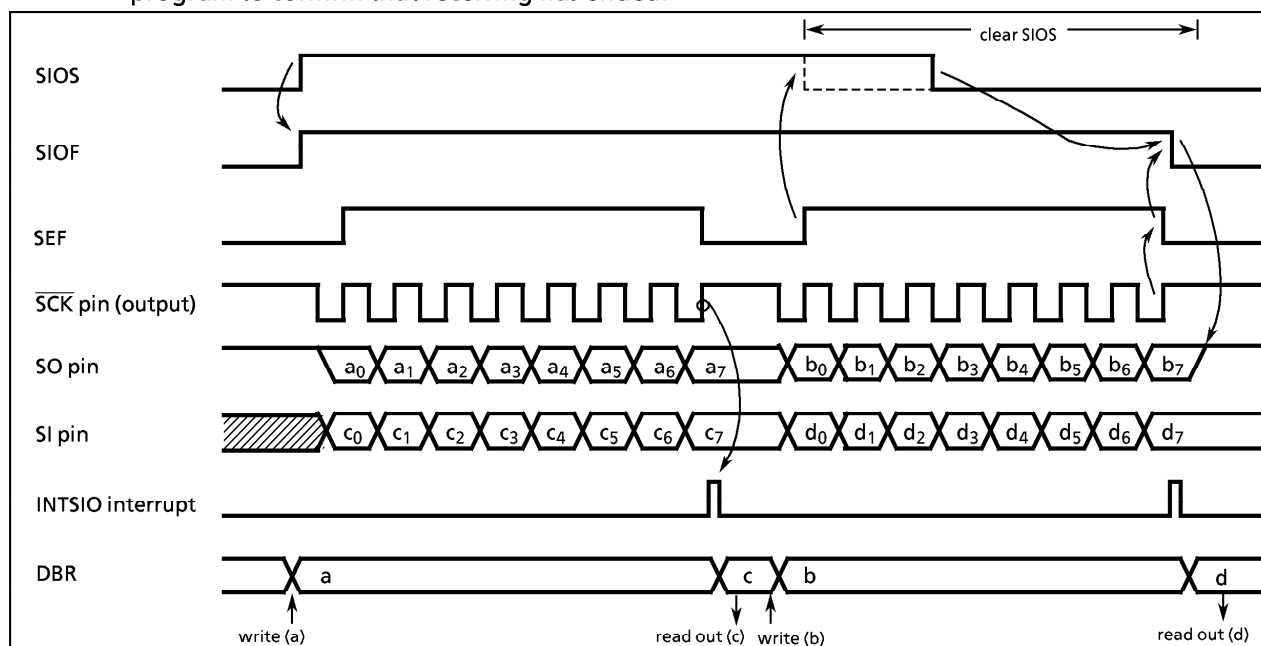 program to confirm that receiving has ended.
clear SIOS
SIOS
SIOF
SEF
SCK pin (output)
SO pin a0 a1 a2 a3 a4 a5 a6 a7 b0 b1 b2 b3 b4 b5 b6 b7
SI pin c0 c1 c2 c3 c4 c5 c6 c7 d0 d1 d2 d3 d4 d5 d6 d7
INTSIO interrupt
DBR a c b d
write (a) read out (c) write (b) read out (d)